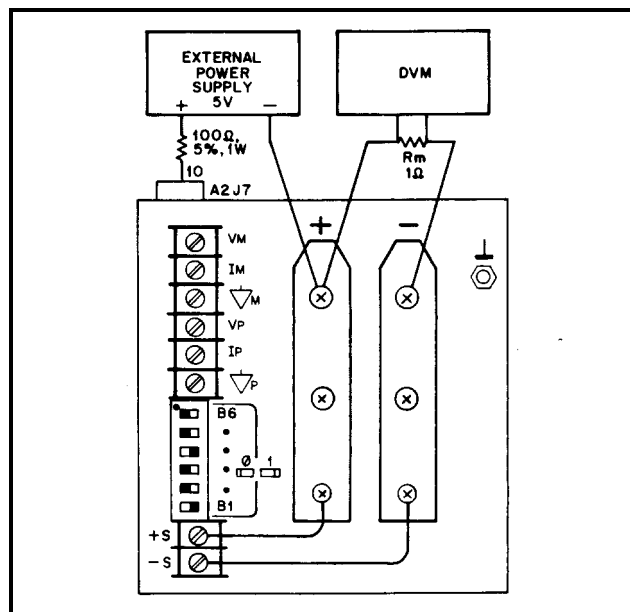 EXTERNAL
POWER
SUPPLY
5V
+ −
DVM
100Ω,
5%, 1W
10
A2J7
Rm
1Ω
+ −
VM
IM
M
VP
IP
P
B6
0 1
B1
+S
−S